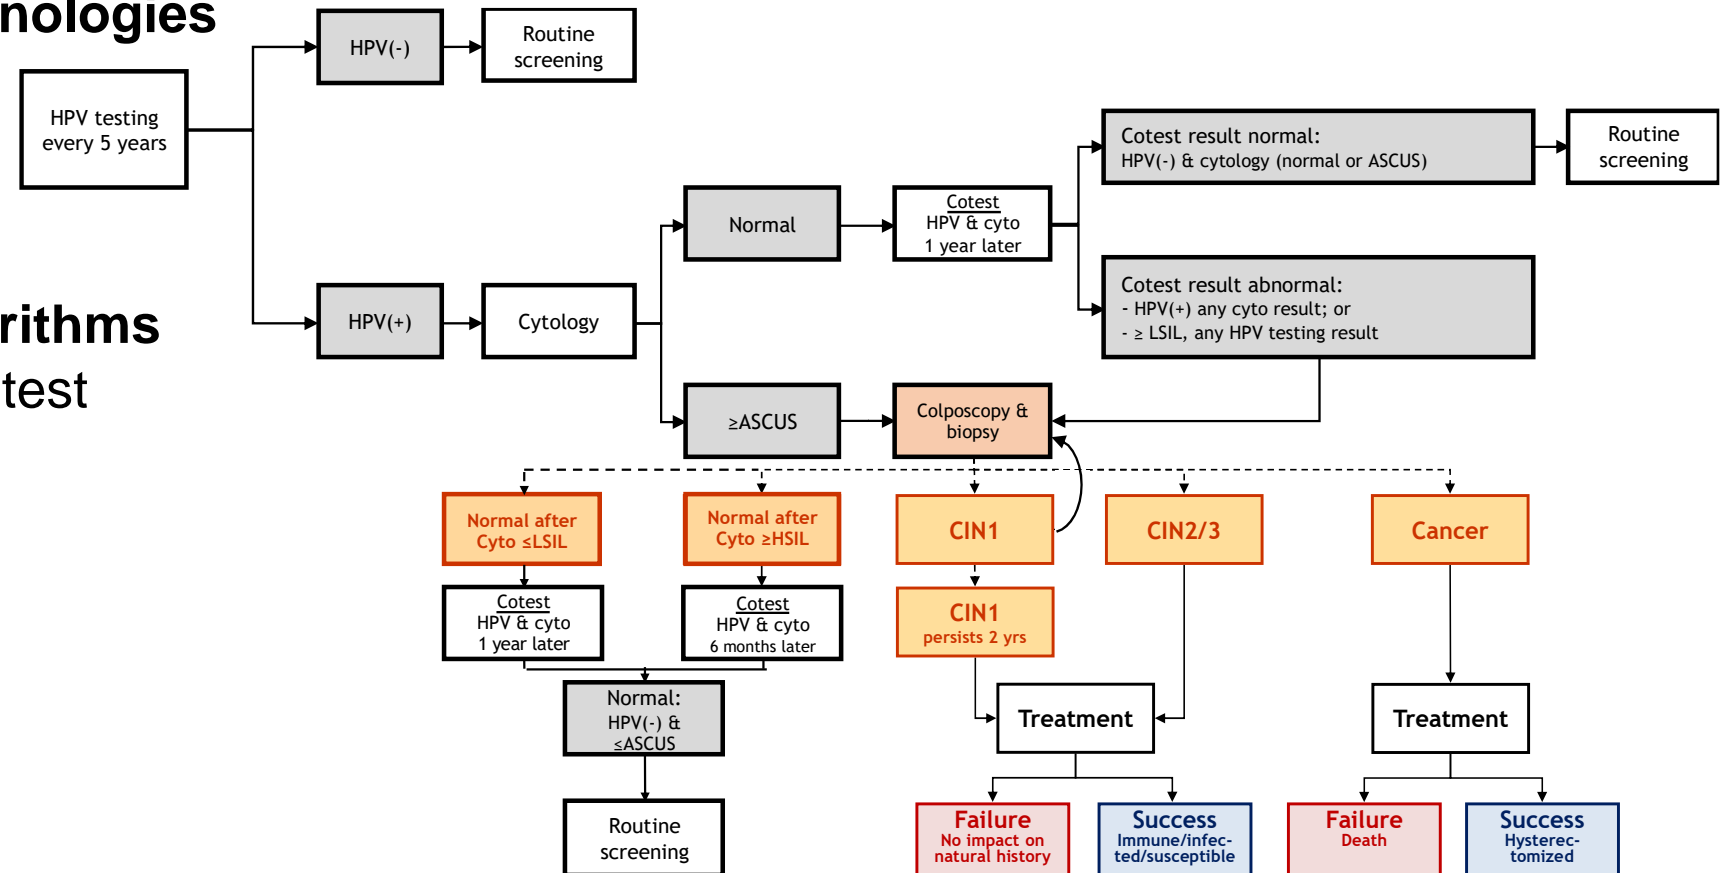 nologies
HPV(-)
Routine
screening
HPV testing
every 5 years
Cotest result normal:
HPV(-) & cytology (normal or ASCUS)
Routine
screening
Normal
Cotest
HPV & cyto
1 year later
Cotest result abnormal:
- HPV(+) any cyto result; or
- ≥ LSIL, any HPV testing result
rithms
test
HPV(+)
Cytology
≥ASCUS
Colposcopy &
biopsy
Normal after
Cyto ≤LSIL
Normal after
Cyto ≥HSIL
CIN1
CIN2/3
Cancer
Cotest
HPV & cyto
1 year later
Cotest
HPV & cyto
6 months later
CIN1
persists 2 yrs
Normal:
HPV(-) &
≤ASCUS
Treatment
Treatment
Routine
screening
Failure
No impact on
natural history
Success
Immune/infec-
ted/susceptible
Failure
Death
Success
Hysterec-
tomized